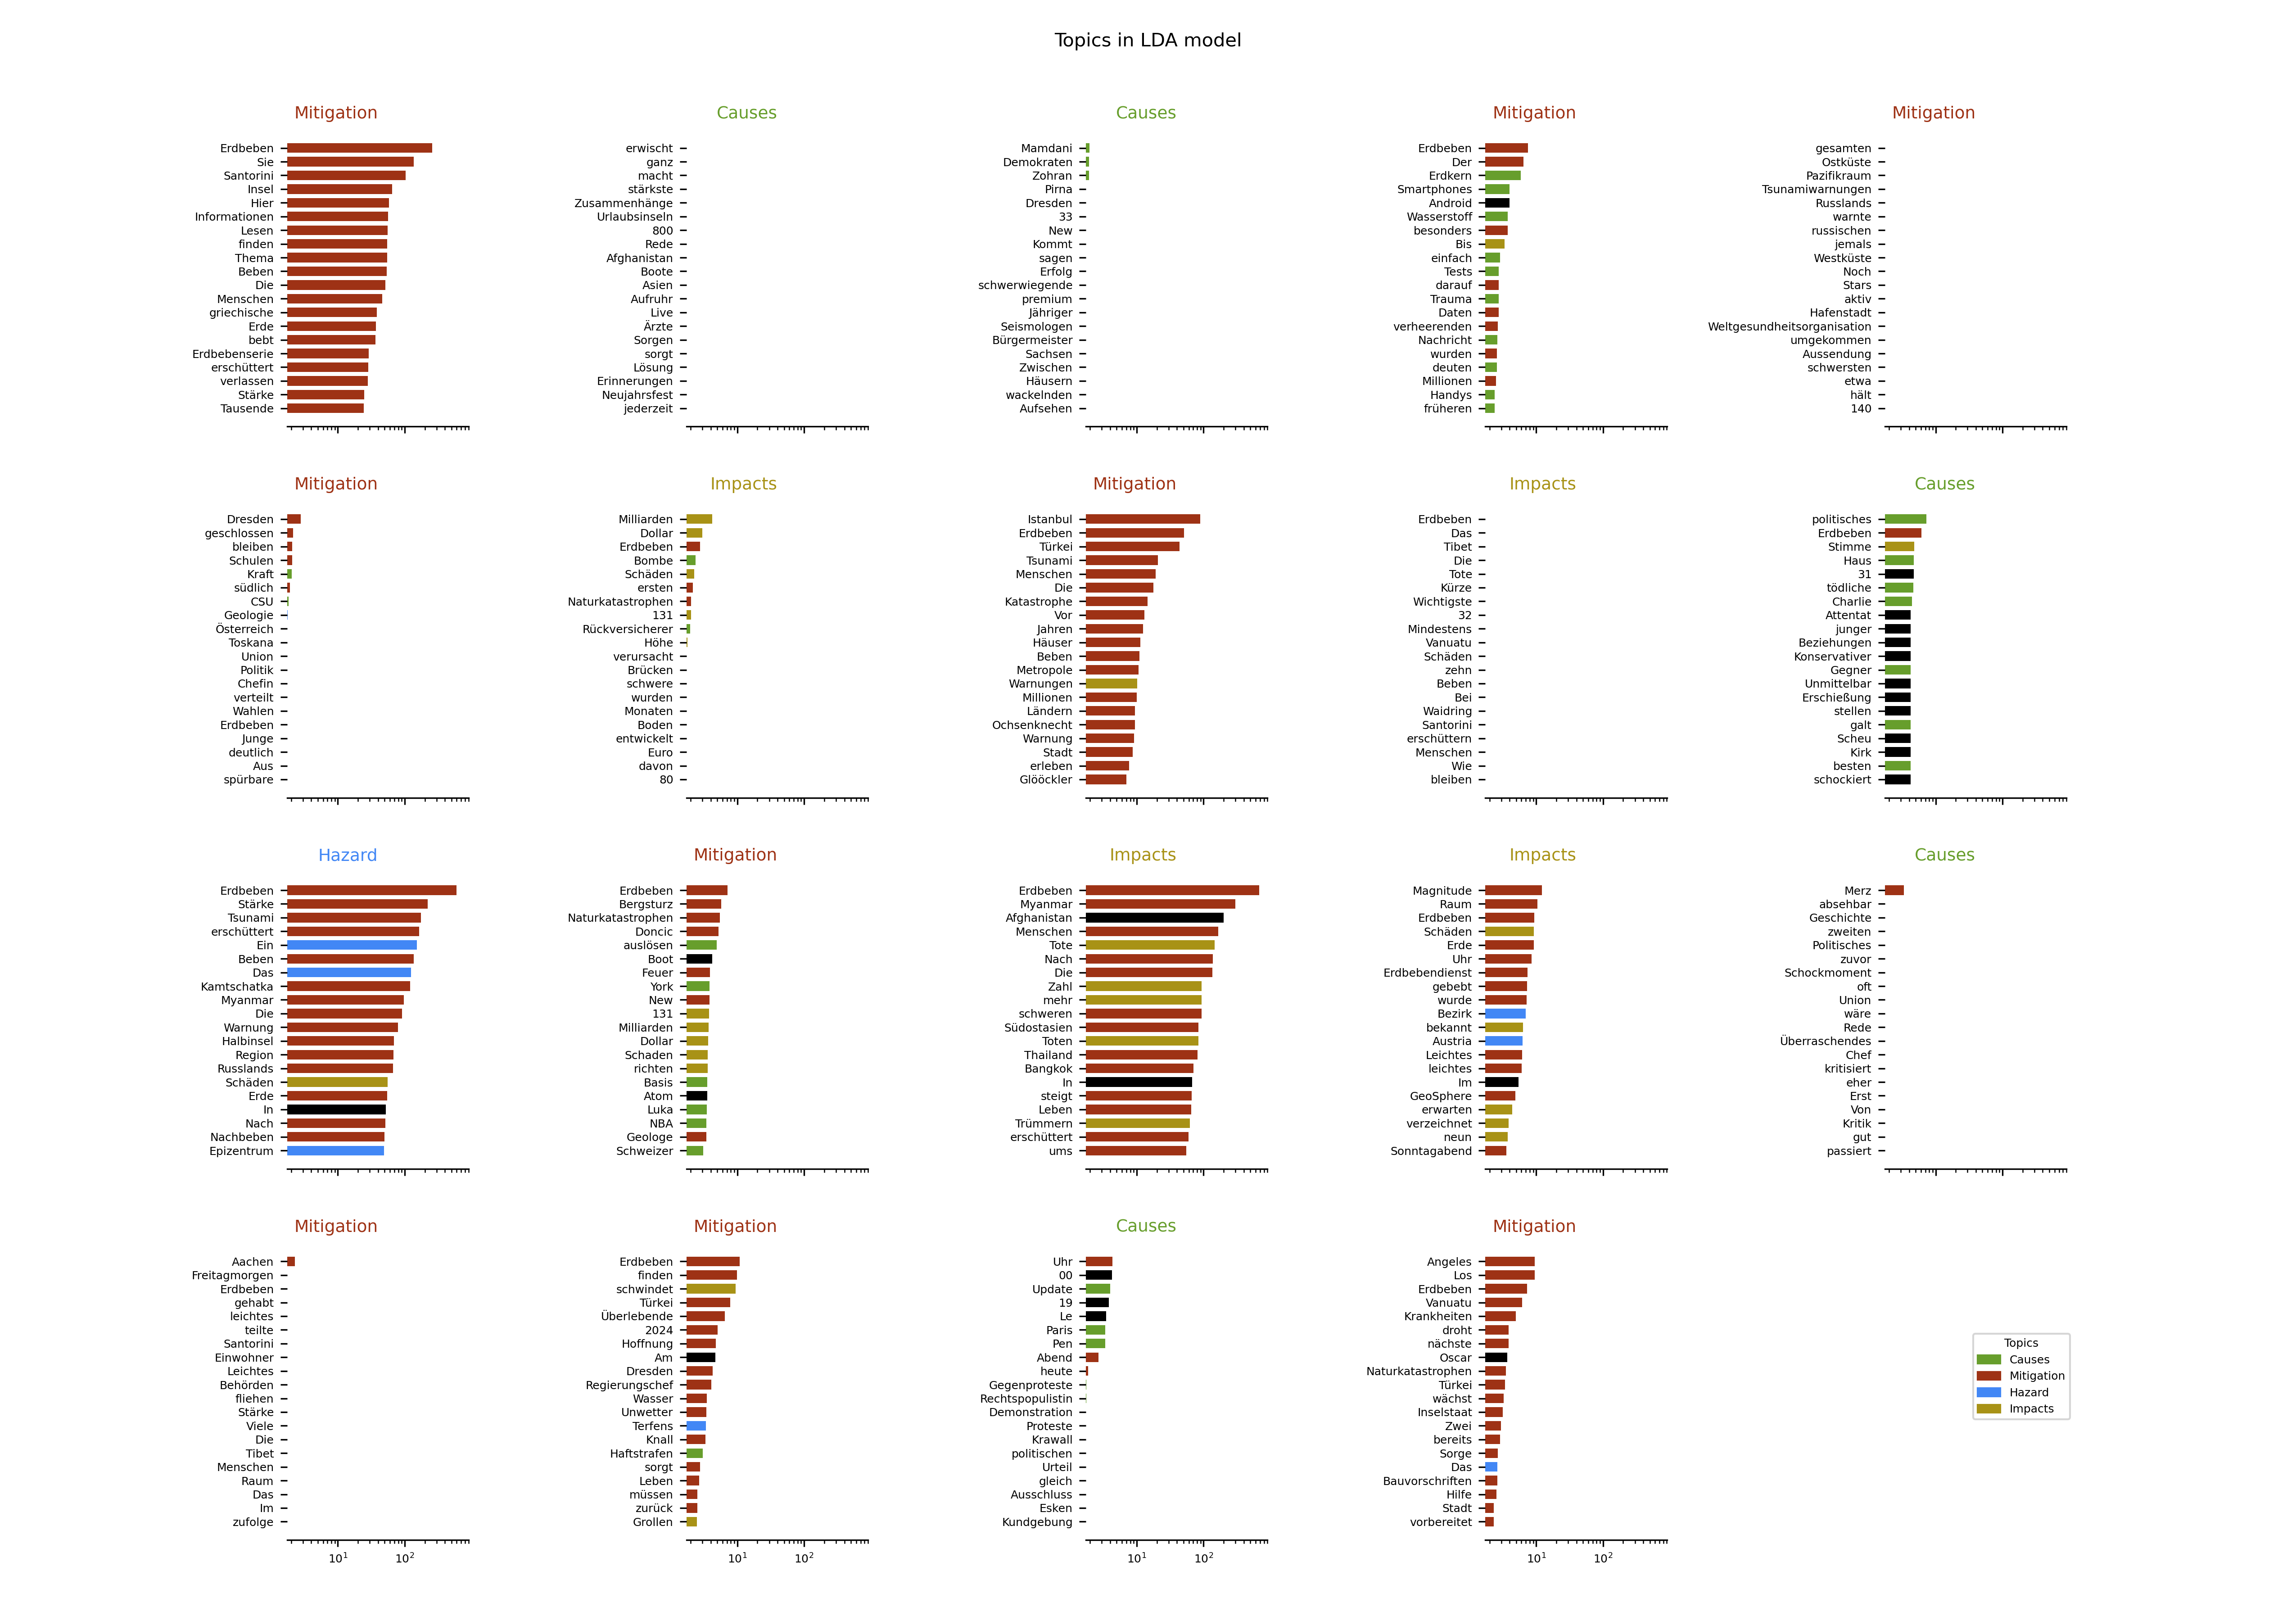 Topics in LDA model
Mitigation
Erdbeben
Sie
Santorini
Insel
Hier
Informationen
Lesen
finden
Thema
Beben
Die
Menschen
griechische
Erde
bebt
Erdbebenserie
erschüttert
verlassen
Stärke
Tausende
Causes
erwischt
ganz
macht
stärkste
Zusammenhänge
Urlaubsinseln
800
Rede
Afghanistan
Boote
Asien
Aufruhr
Live
Ärzte
Sorgen
sorgt
Lösung
Erinnerungen
Neujahrsfest
jederzeit
Causes
Mamdani
Demokraten
Zohran
Pirna
Dresden
33
New
Kommt
sagen
Erfolg
schwerwiegende
premium
Jähriger
Seismologen
Bürgermeister
Sachsen
Zwischen
Häusern
wackelnden
Aufsehen
Mitigation
Erdbeben
Der
Erdkern
Smartphones
Android
Wasserstoff
besonders
Bis
einfach
Tests
darauf
Trauma
Daten
verheerenden
Nachricht
wurden
deuten
Millionen
Handys
früheren
Mitigation
gesamten
Ostküste
Pazifikraum
Tsunamiwarnungen
Russlands
warnte
russischen
jemals
Westküste
Noch
Stars
aktiv
Hafenstadt
Weltgesundheitsorganisation
umgekommen
Aussendung
schwersten
etwa
hält
140
Mitigation
Dresden
geschlossen
bleiben
Schulen
Kraft
südlich
CSU
Geologie
Österreich
Toskana
Union
Politik
Chefin
verteilt
Wahlen
Erdbeben
Junge
deutlich
Aus
spürbare
Impacts
Milliarden
Dollar
Erdbeben
Bombe
Schäden
ersten
Naturkatastrophen
131
Rückversicherer
Höhe
verursacht
Brücken
schwere
wurden
Monaten
Boden
entwickelt
Euro
davon
80
Mitigation
Istanbul
Erdbeben
Türkei
Tsunami
Menschen
Die
Katastrophe
Vor
Jahren
Häuser
Beben
Metropole
Warnungen
Millionen
Ländern
Ochsenknecht
Warnung
Stadt
erleben
Glööckler
Impacts
Erdbeben
Das
Tibet
Die
Tote
Kürze
Wichtigste
32
Mindestens
Vanuatu
Schäden
zehn
Beben
Bei
Waidring
Santorini
erschüttern
Menschen
Wie
bleiben
Causes
politisches
Erdbeben
Stimme
Haus
31
tödliche
Charlie
Attentat
junger
Beziehungen
Konservativer
Gegner
Unmittelbar
Erschießung
stellen
galt
Scheu
Kirk
besten
schockiert
Hazard
Erdbeben
Stärke
Tsunami
erschüttert
Ein
Beben
Das
Kamtschatka
Myanmar
Die
Warnung
Halbinsel
Region
Russlands
Schäden
Erde
In
Nach
Nachbeben
Epizentrum
Mitigation
Erdbeben
Bergsturz
Naturkatastrophen
Doncic
auslösen
Boot
Feuer
York
New
131
Milliarden
Dollar
Schaden
richten
Basis
Atom
Luka
NBA
Geologe
Schweizer
Impacts
Erdbeben
Myanmar
Afghanistan
Menschen
Tote
Nach
Die
Zahl
mehr
schweren
Südostasien
Toten
Thailand
Bangkok
In
steigt
Leben
Trümmern
erschüttert
ums
Impacts
Magnitude
Raum
Erdbeben
Schäden
Erde
Uhr
Erdbebendienst
gebebt
wurde
Bezirk
bekannt
Austria
Leichtes
leichtes
Im
GeoSphere
erwarten
verzeichnet
neun
Sonntagabend
Causes
Merz
absehbar
Geschichte
zweiten
Politisches
zuvor
Schockmoment
oft
Union
wäre
Rede
Überraschendes
Chef
kritisiert
eher
Erst
Von
Kritik
gut
passiert
Mitigation
Aachen
Freitagmorgen
Erdbeben
gehabt
leichtes
teilte
Santorini
Einwohner
Leichtes
Behörden
fliehen
Stärke
Viele
Die
Tibet
Menschen
Raum
Das
Im
zufolge
10¹ 10²
Mitigation
Erdbeben
finden
schwindet
Türkei
Überlebende
2024
Hoffnung
Am
Dresden
Regierungschef
Wasser
Unwetter
Terfens
Knall
Haftstrafen
sorgt
Leben
müssen
zurück
Grollen
10¹ 10²
Causes
Uhr
00
Update
19
Le
Paris
Pen
Abend
heute
Gegenproteste
Rechtspopulistin
Demonstration
Proteste
Krawall
politischen
Urteil
gleich
Ausschluss
Esken
Kundgebung
10¹ 10²
Mitigation
Angeles
Los
Erdbeben
Vanuatu
Krankheiten
droht
nächste
Oscar
Naturkatastrophen
Türkei
wächst
Inselstaat
Zwei
bereits
Sorge
Das
Bauvorschriften
Hilfe
Stadt
vorbereitet
10¹ 10²
Topics
Causes
Mitigation
Hazard
Impacts